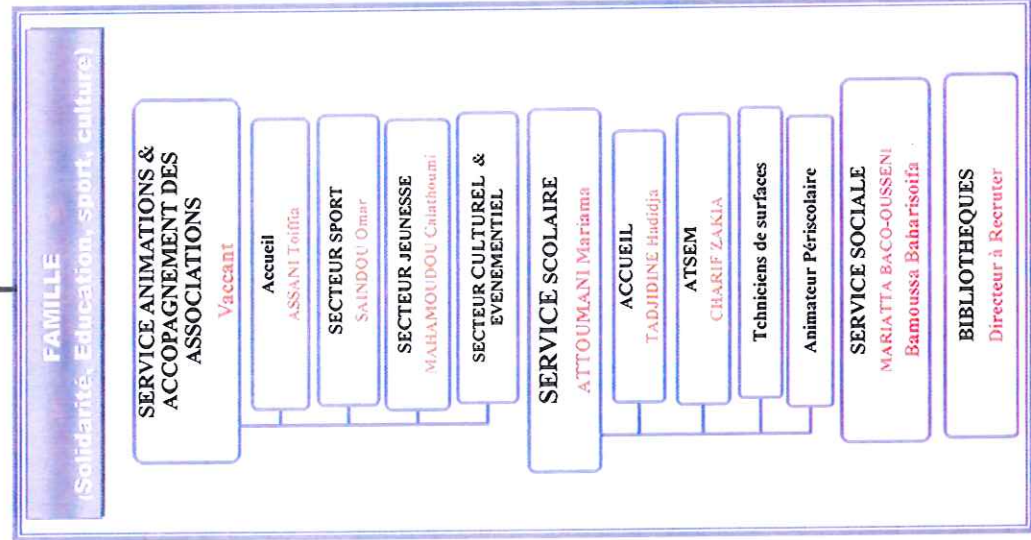 FAMILLE
(Solidarité, Education, sport, culture)
SERVICE ANIMATIONS &
ACCOPAGNEMENT DES
ASSOCIATIONS
Vaccant
Accueil
ASSANI Toiffia
SECTEUR SPORT
SAINDOU Omar
SECTEUR JEUNESSE
MAHAMOUDOU Calathoumi
SECTEUR CULTUREL &
EVENEMENTIEL
SERVICE SCOLAIRE
ATTOUMANI Mariama
ACCUEIL
TADJIDINE Hadidja
ATSEM
CHARIF ZAKIA
Tchniciens de surfaces
Animateur Périscolaire
SERVICE SOCIALE
MARIATTA BACO-OUSSENI
Bamoussa Baharisoifa
BIBLIOTHEQUES
Directeur à Recruter